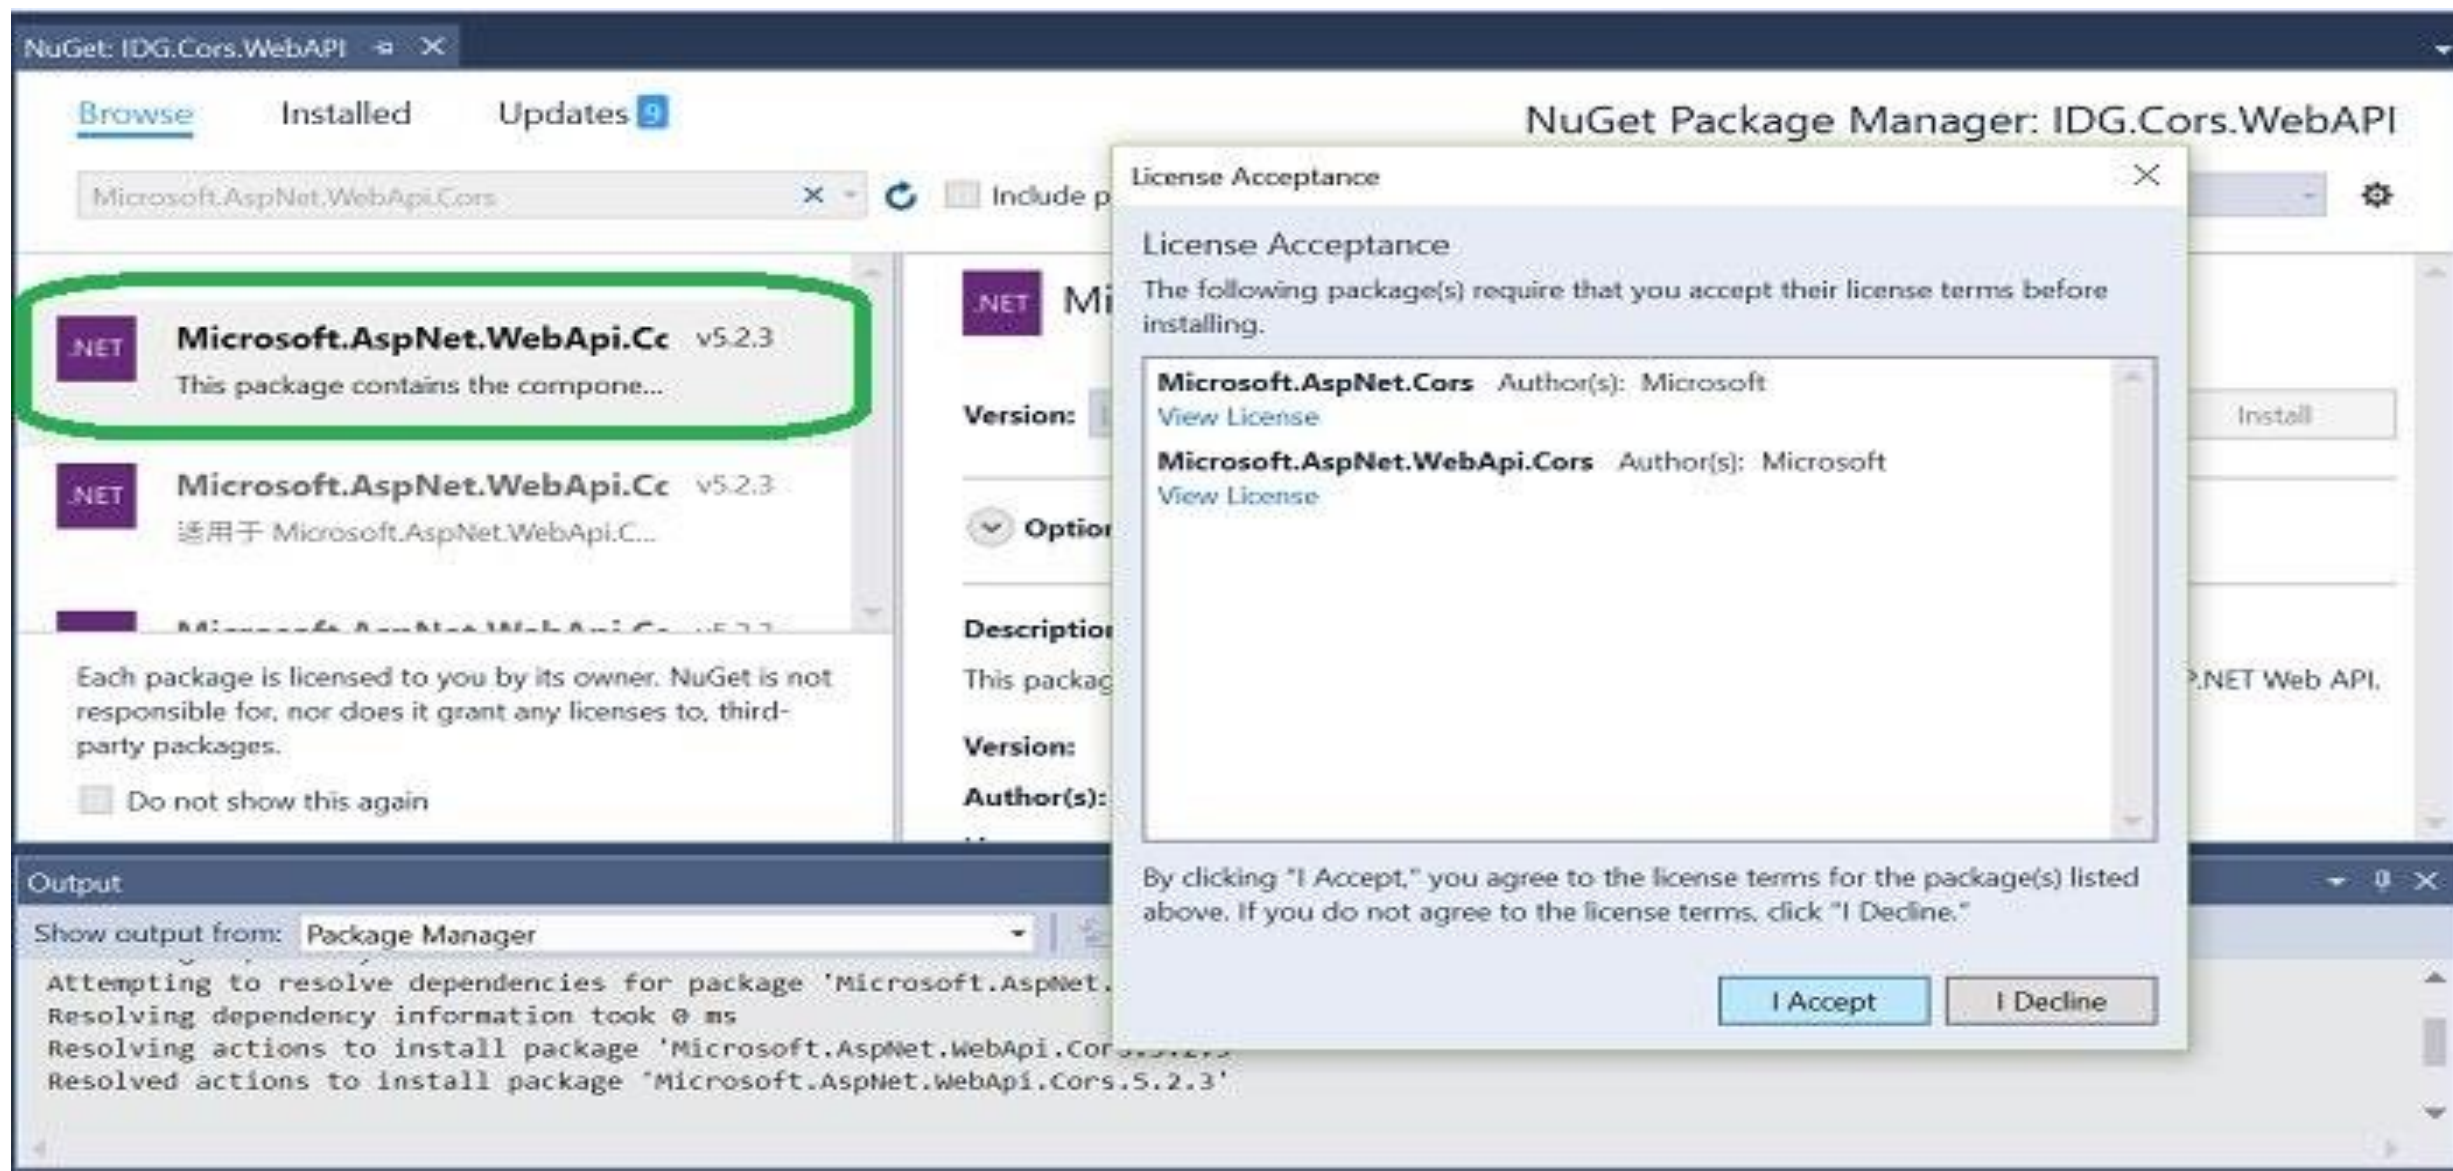 NuGet: IDG.Cors.WebAPI
Browse Installed Updates 9
NuGet Package Manager: IDG.Cors.WebAPI
Microsoft.AspNet.WebApi.Cors
Include p
.NET Microsoft.AspNet.WebApi.Cc v5.2.3
This package contains the compone...
.NET Microsoft.AspNet.WebApi.Cc v5.2.3
适用于 Microsoft.AspNet.WebApi.C...
Each package is licensed to you by its owner. NuGet is not
responsible for, nor does it grant any licenses to, third-
party packages.
Do not show this again
.NET Mi
Version:
Install
Option
Description
This packag
P.NET Web API.
Version:
Author(s):
License Acceptance
License Acceptance
The following package(s) require that you accept their license terms before
installing.
Microsoft.AspNet.Cors Author(s): Microsoft
View License
Microsoft.AspNet.WebApi.Cors Author(s): Microsoft
View License
By clicking "I Accept," you agree to the license terms for the package(s) listed
above. If you do not agree to the license terms, click "I Decline."
I Accept I Decline
Output
Show output from: Package Manager
Attempting to resolve dependencies for package 'Microsoft.AspNet.
Resolving dependency information took 0 ms
Resolving actions to install package 'Microsoft.AspNet.WebApi.Cors.5.2.3'
Resolved actions to install package 'Microsoft.AspNet.WebApi.Cors.5.2.3'